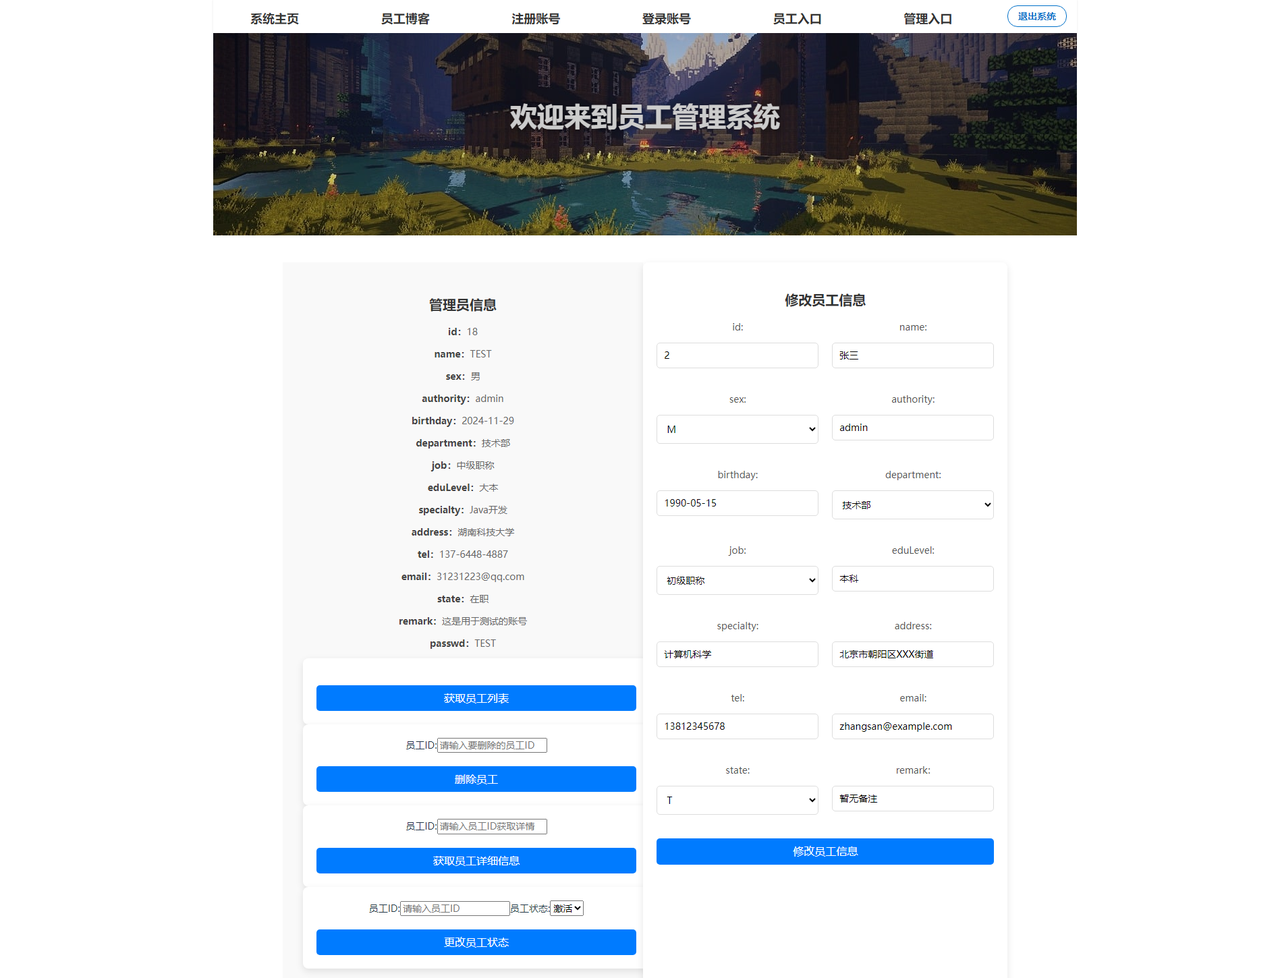 系统主页 员工博客 注册账号 登录账号 员工入口 管理入口 退出系统
欢迎来到员工管理系统
管理员信息
id: 18
name: TEST
sex: 男
authority: admin
birthday: 2024-11-29
department: 技术部
job: 中级职称
eduLevel: 大本
specialty: Java开发
address: 湖南科技大学
tel: 137-6448-4887
email: 31231223@qq.com
state: 在职
remark: 这是用于测试的账号
passwd: TEST
获取员工列表
员工ID: 请输入要删除的员工ID
删除员工
员工ID: 请输入员工ID获取详情
获取员工详细信息
员工ID: 请输入员工ID 员工状态: 激活
更改员工状态
修改员工信息
id: name:
2 张三
sex: authority:
M admin
birthday: department:
1990-05-15 技术部
job: eduLevel:
初级职称 本科
specialty: address:
计算机科学 北京市朝阳区XXX街道
tel: email:
13812345678 zhangsan@example.com
state: remark:
T 暂无备注
修改员工信息